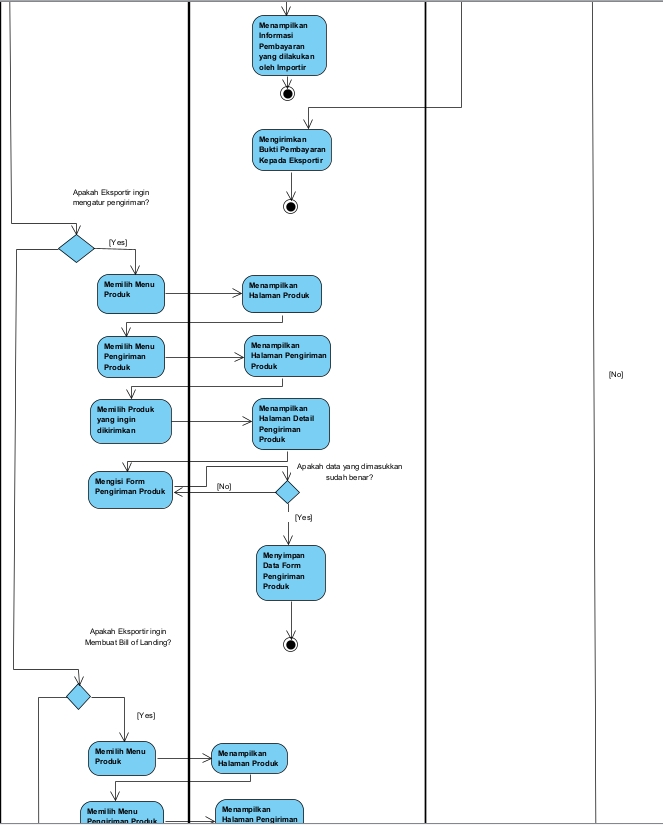 Menampilkan
Informasi
Pembayaran
yang dilakukan
oleh Importir
Mengirimkan
Bukti Pembayaran
Kepada Eksportir
Apakah Eksportir ingin
mengatur pengiriman?
[Yes]
Memilih Menu
Produk
Menampilkan
Halaman Produk
Memilih Menu
Pengiriman
Produk
Menampilkan
Halaman Pengiriman
Produk
[No]
Memilih Produk
yang ingin
dikirimkan
Menampilkan
Halaman Detail
Pengiriman
Produk
Apakah data yang dimasukkan
sudah benar?
Mengisi Form
Pengiriman Produk
[No]
[Yes]
Menyimpan
Data Form
Pengiriman
Produk
Apakah Eksportir ingin
Membuat Bill of Landing?
[Yes]
Memilih Menu
Produk
Menampilkan
Halaman Produk
Memilih Menu
Pengiriman Produk
Menampilkan
Halaman Pengiriman